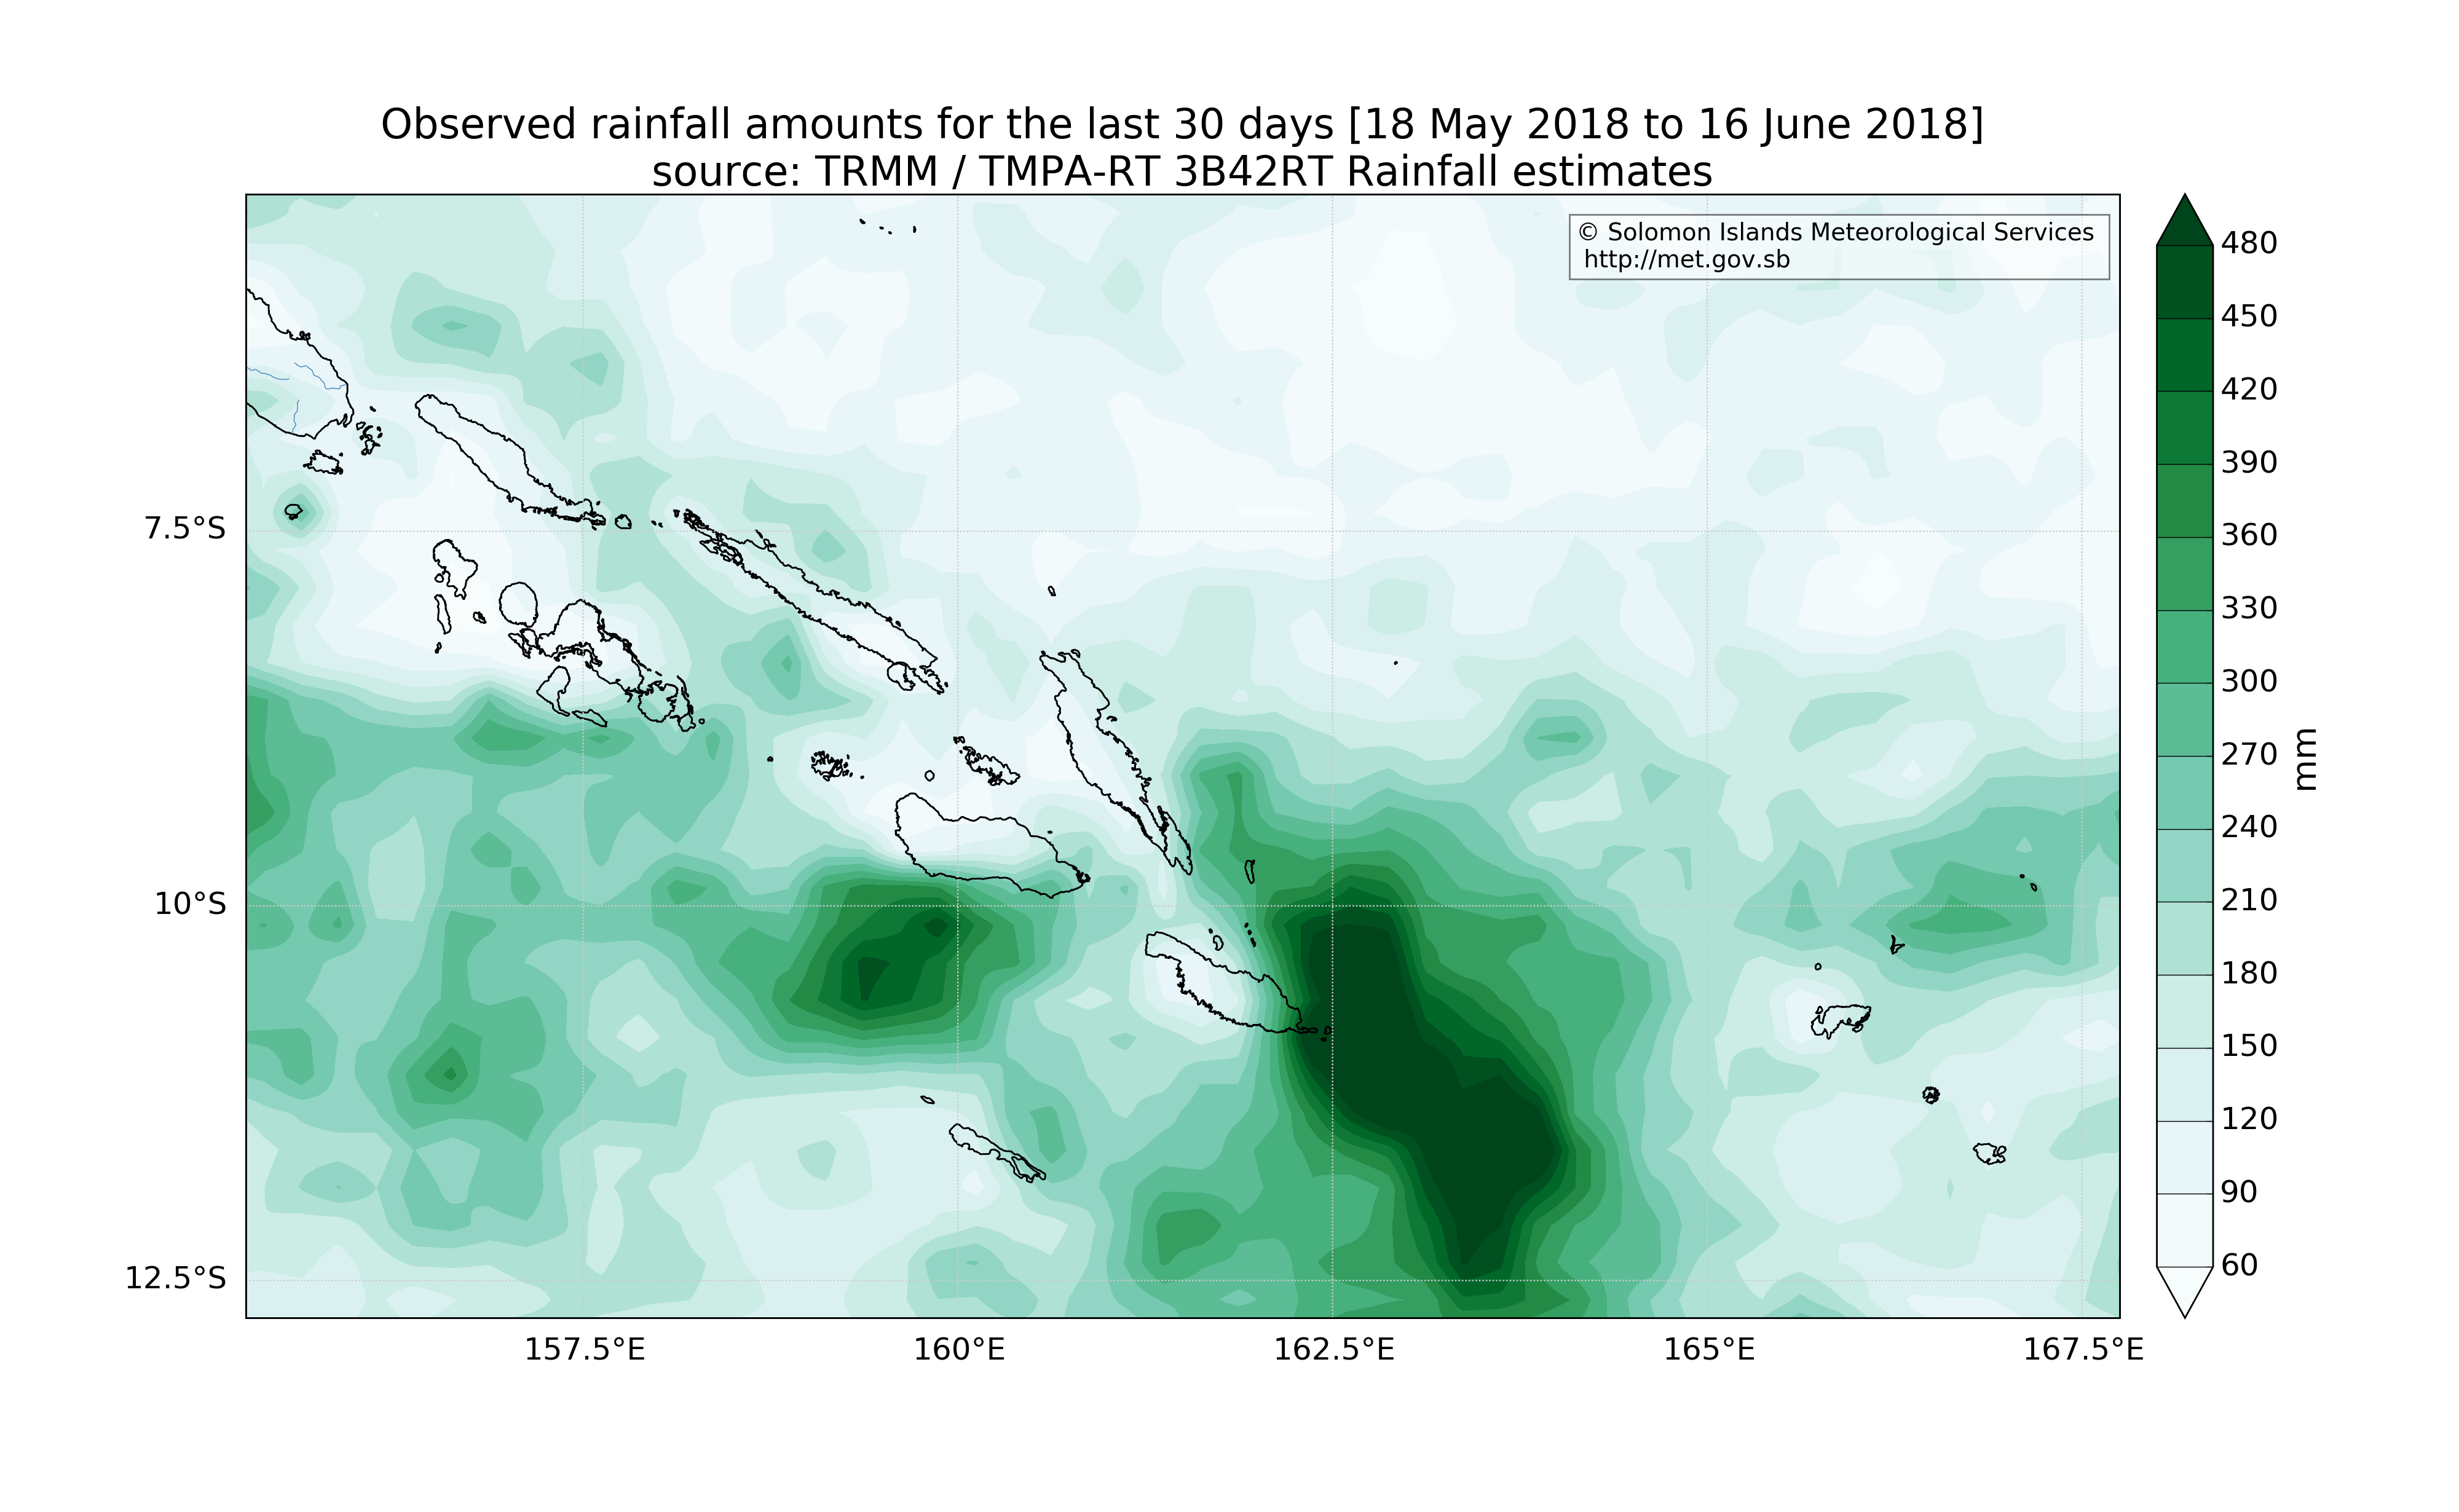 Observed rainfall amounts for the last 30 days [18 May 2018 to 16 June 2018]
source: TRMM / TMPA-RT 3B42RT Rainfall estimates
© Solomon Islands Meteorological Services
http://met.gov.sb
7.5°S
10°S
12.5°S
157.5°E
160°E
162.5°E
165°E
167.5°E
480
450
420
390
360
330
300
270
240
210
180
150
120
90
60
mm